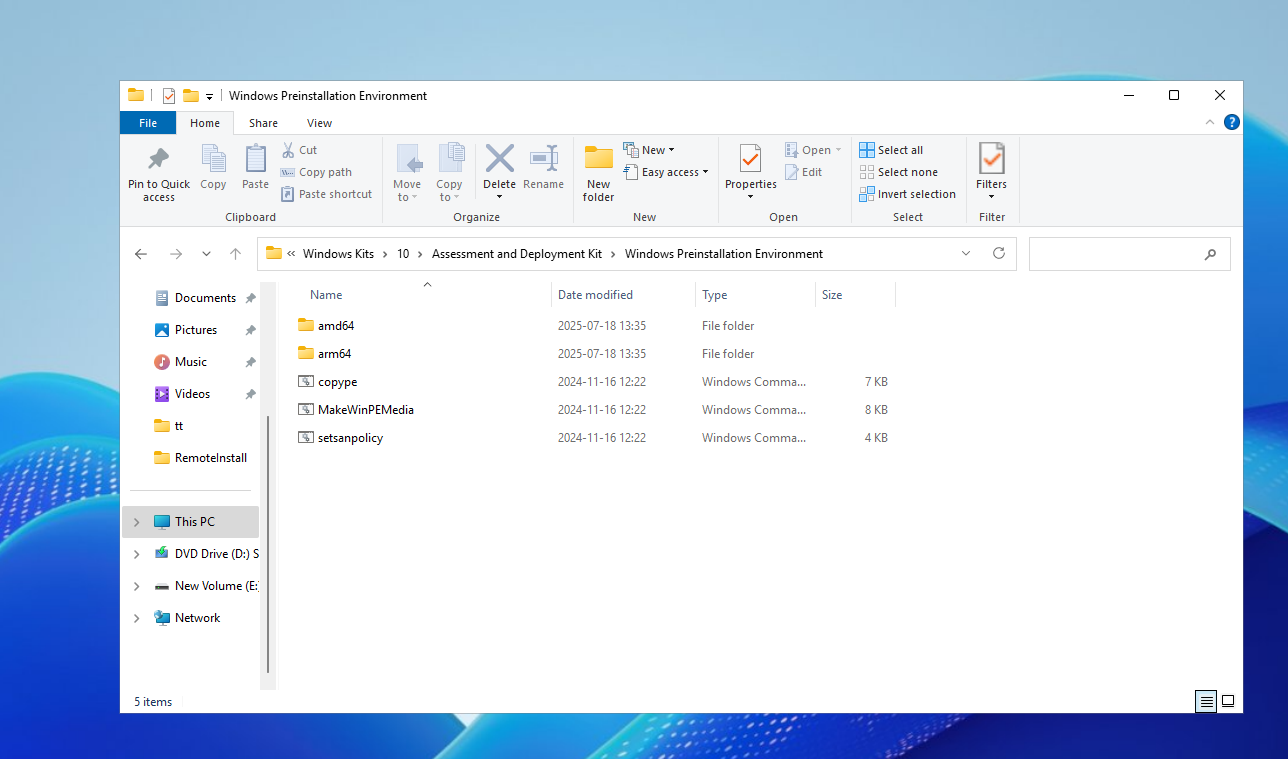 Windows Preinstallation Environment
File Home Share View
Pin to Quick access
Copy
Paste
Cut
Copy path
Paste shortcut
Clipboard
Move to
Copy to
Delete
Rename
Organize
New folder
New
Easy access
New
Properties
Open
Edit
Open
Select all
Select none
Invert selection
Select
Filters
Filter
« Windows Kits > 10 > Assessment and Deployment Kit > Windows Preinstallation Environment
Documents
Pictures
Music
Videos
tt
RemoteInstall
This PC
DVD Drive (D:) S
New Volume (E:
Network
Name Date modified Type Size
amd64 2025-07-18 13:35 File folder
arm64 2025-07-18 13:35 File folder
copype 2024-11-16 12:22 Windows Comma... 7 KB
MakeWinPEMedia 2024-11-16 12:22 Windows Comma... 8 KB
setsanpolicy 2024-11-16 12:22 Windows Comma... 4 KB
5 items